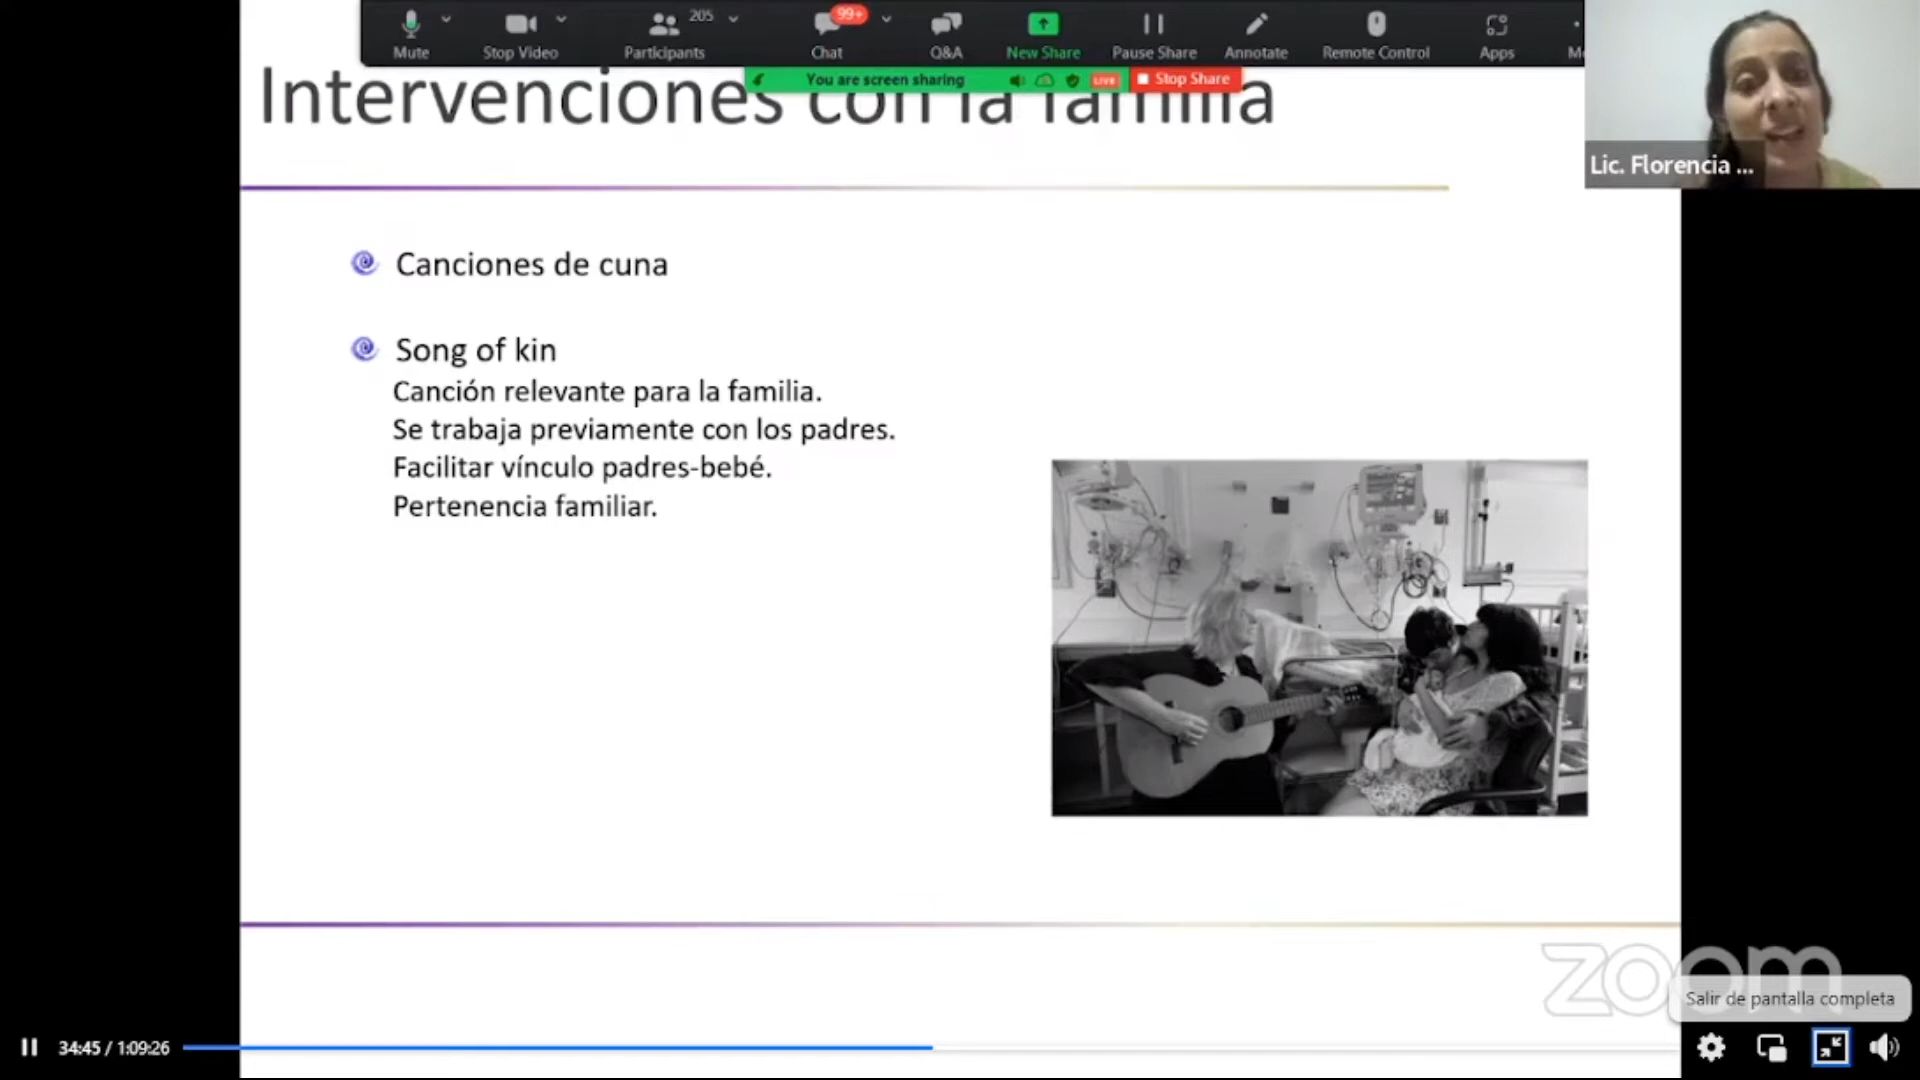 Mute
Stop Video
Participants
205
Chat
99+
Q&A
New Share
Pause Share
Annotate
Remote Control
Apps
You are screen sharing
LIVE
Stop Share
Lic. Florencia ...
Intervenciones con la familia
Canciones de cuna
Song of kin
Canción relevante para la familia.
Se trabaja previamente con los padres.
Facilitar vínculo padres-bebé.
Pertenencia familiar.
zoom
Salir de pantalla completa
34:45 / 1:09:26